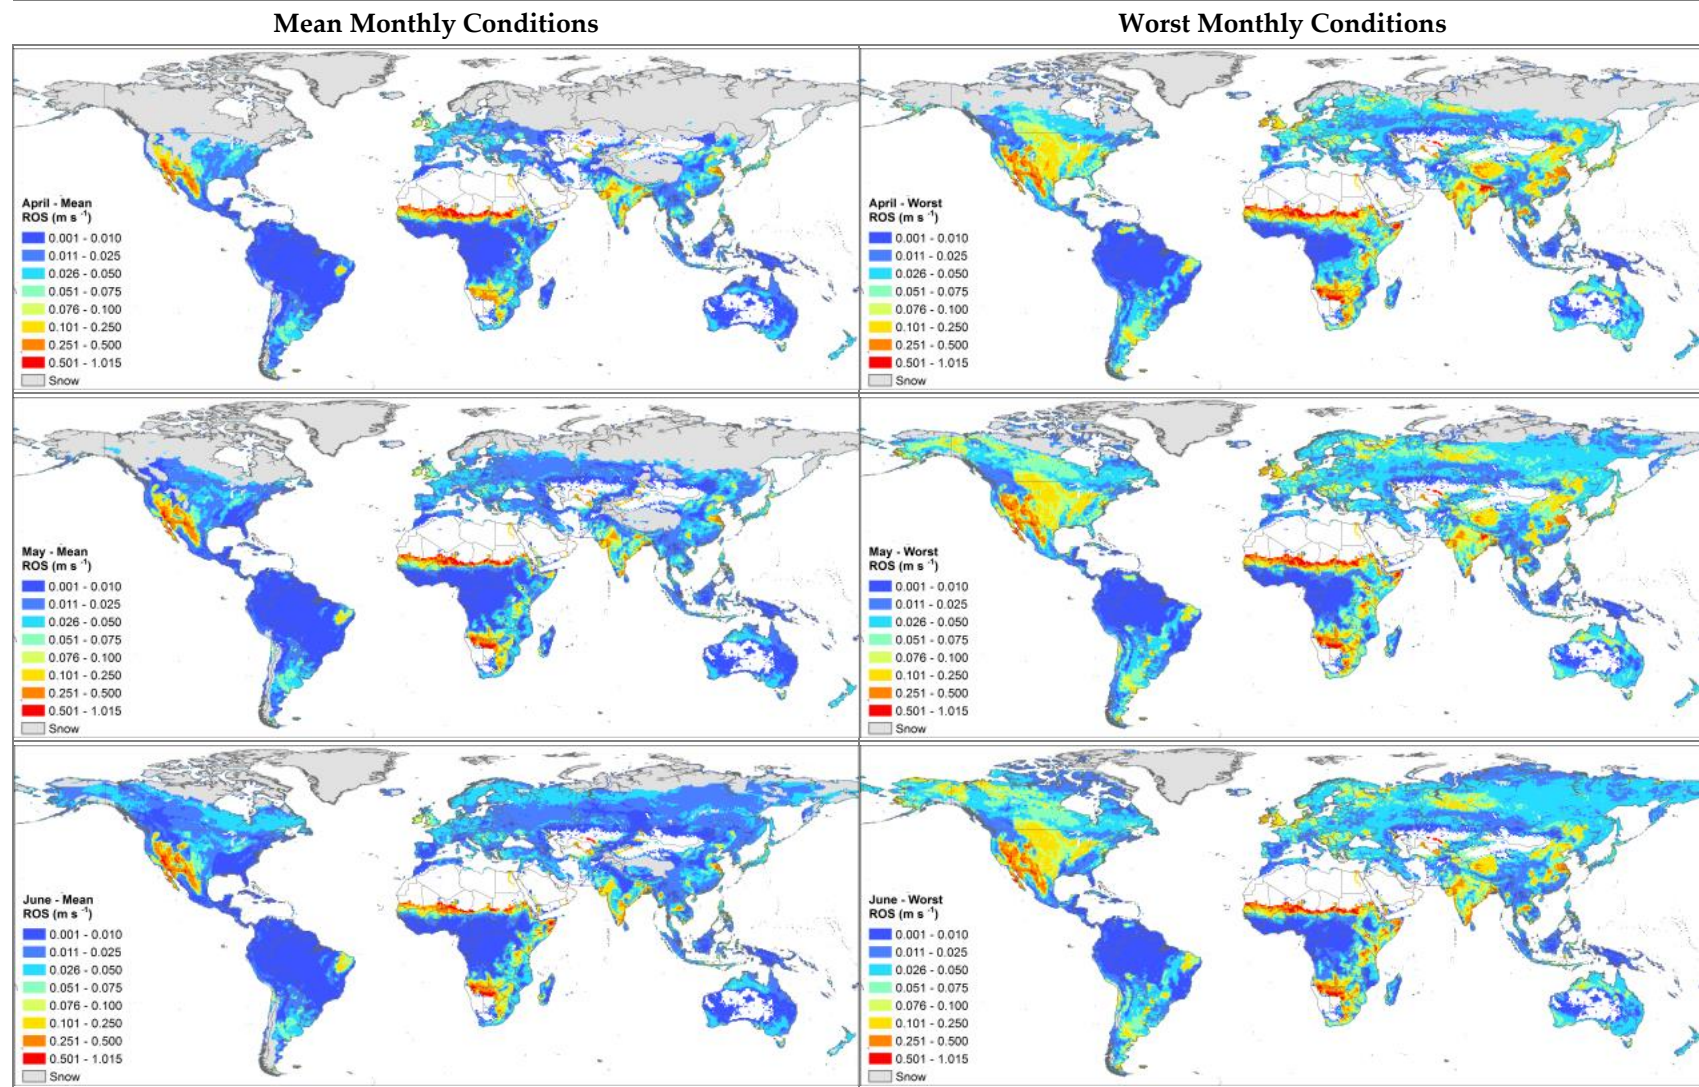 Mean Monthly Conditions
Worst Monthly Conditions
April - Mean
ROS (m s -1)
0.001 - 0.010
0.011 - 0.025
0.026 - 0.050
0.051 - 0.075
0.076 - 0.100
0.101 - 0.250
0.251 - 0.500
0.501 - 1.015
Snow
April - Worst
ROS (m s -1)
0.001 - 0.010
0.011 - 0.025
0.026 - 0.050
0.051 - 0.075
0.076 - 0.100
0.101 - 0.250
0.251 - 0.500
0.501 - 1.015
Snow
May - Mean
ROS (m s -1)
0.001 - 0.010
0.011 - 0.025
0.026 - 0.050
0.051 - 0.075
0.076 - 0.100
0.101 - 0.250
0.251 - 0.500
0.501 - 1.015
Snow
May - Worst
ROS (m s -1)
0.001 - 0.010
0.011 - 0.025
0.026 - 0.050
0.051 - 0.075
0.076 - 0.100
0.101 - 0.250
0.251 - 0.500
0.501 - 1.015
Snow
June - Mean
ROS (m s -1)
0.001 - 0.010
0.011 - 0.025
0.026 - 0.050
0.051 - 0.075
0.076 - 0.100
0.101 - 0.250
0.251 - 0.500
0.501 - 1.015
Snow
June - Worst
ROS (m s -1)
0.001 - 0.010
0.011 - 0.025
0.026 - 0.050
0.051 - 0.075
0.076 - 0.100
0.101 - 0.250
0.251 - 0.500
0.501 - 1.015
Snow